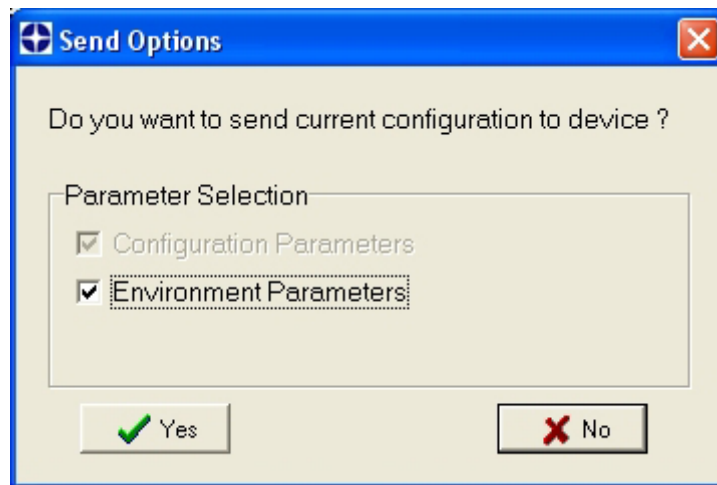 Send Options
Do you want to send current configuration to device ?
Parameter Selection
Configuration Parameters
Environment Parameters
Yes
No